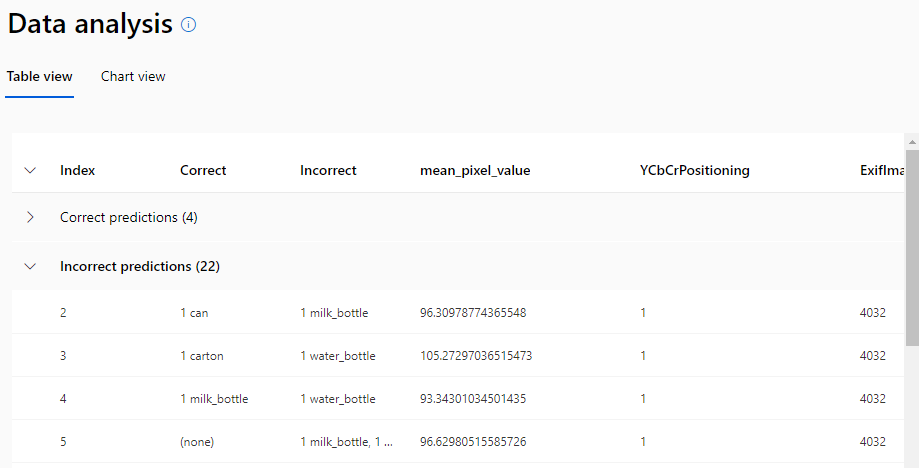 Data analysis
Table view Chart view
Index Correct Incorrect mean_pixel_value YCbCrPositioning ExifIma
Correct predictions (4)
Incorrect predictions (22)
2 1 can 1 milk_bottle 96.30978774365548 1 4032
3 1 carton 1 water_bottle 105.27297036515473 1 4032
4 1 milk_bottle 1 water_bottle 93.34301034501435 1 4032
5 (none) 1 milk_bottle, 1 ... 96.62980515585726 1 4032